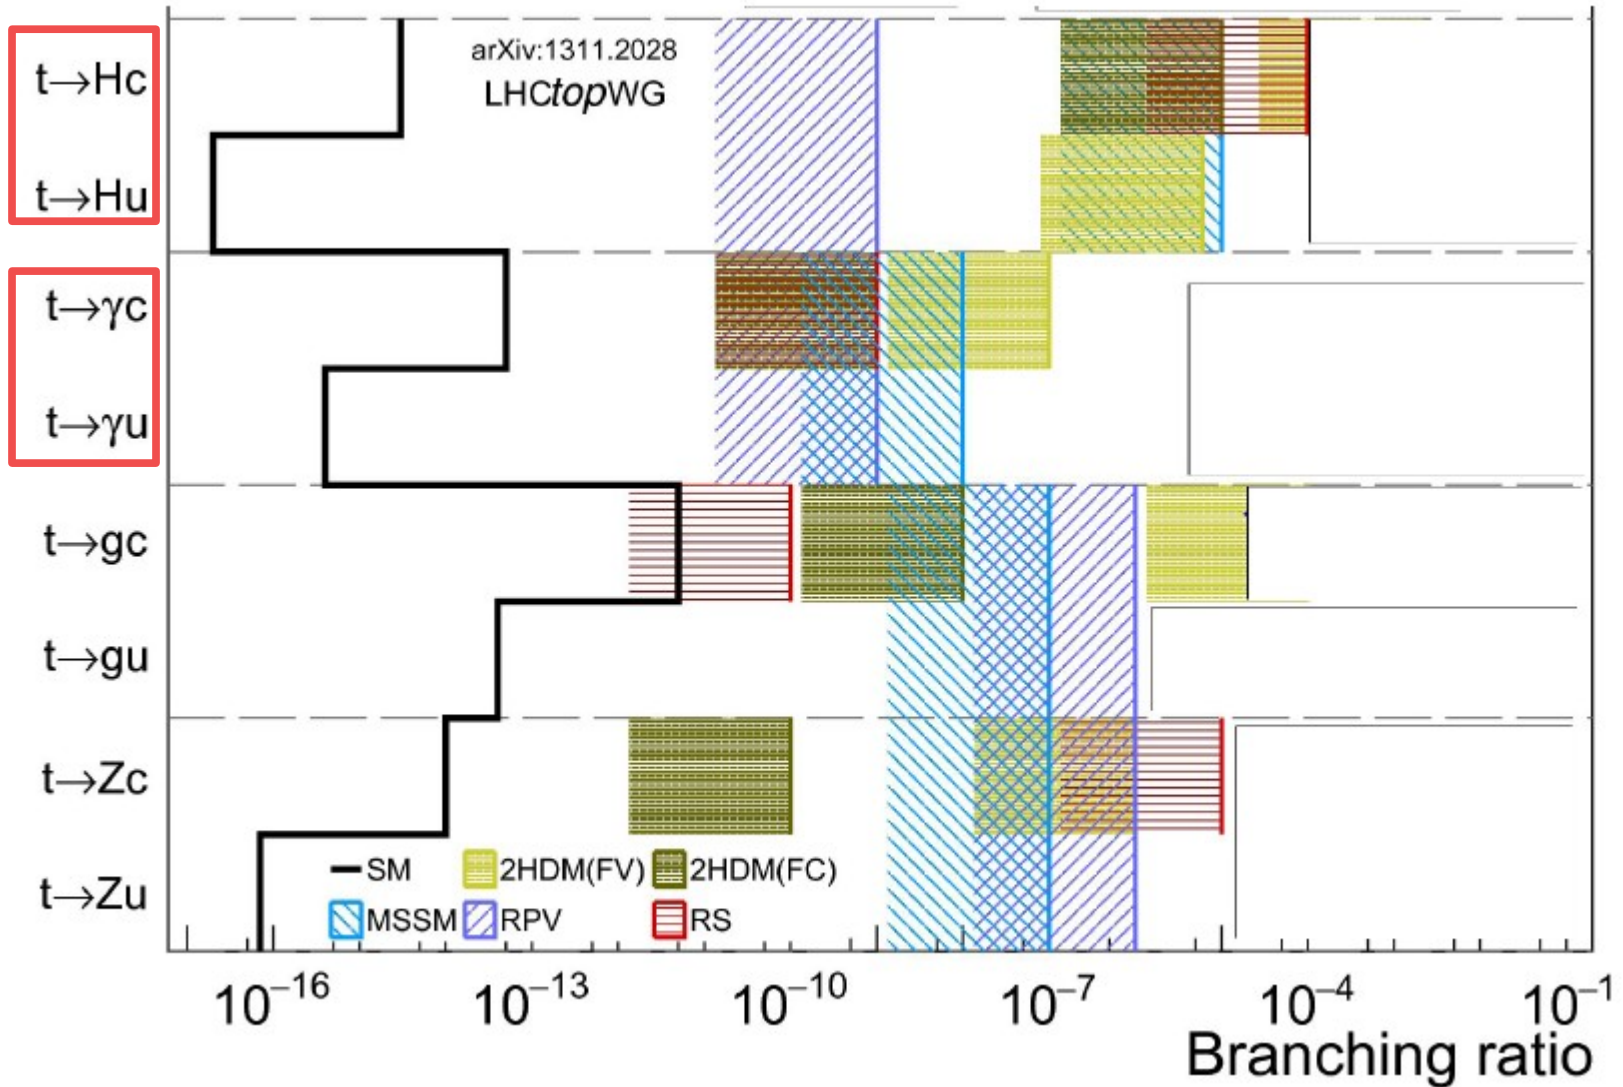 arXiv:1311.2028
LHCtopWG
t→Hc
t→Hu
t→γc
t→γu
t→gc
t→gu
t→Zc
t→Zu
SM 2HDM(FV) 2HDM(FC)
MSSM RPV RS
10⁻¹⁶ 10⁻¹³ 10⁻¹⁰ 10⁻⁷ 10⁻⁴ 10⁻¹
Branching ratio